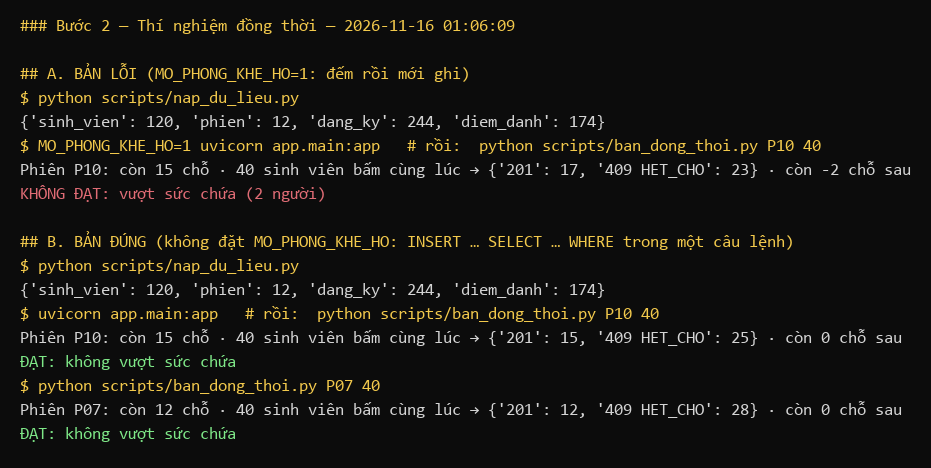 ### Bước 2 — Thí nghiệm đồng thời — 2026-11-16 01:06:09
## A. BẢN LỖI (MO_PHONG_KHE_HO=1: đếm rồi mới ghi)
$ python scripts/nap_du_lieu.py
{'sinh_vien': 120, 'phien': 12, 'dang_ky': 244, 'diem_danh': 174}
$ MO_PHONG_KHE_HO=1 uvicorn app.main:app   # rồi:  python scripts/ban_dong_thoi.py P10 40
Phiên P10: còn 15 chỗ · 40 sinh viên bấm cùng lúc → {'201': 17, '409 HET_CHO': 23} · còn -2 chỗ sau
KHÔNG ĐẠT: vượt sức chứa (2 người)
## B. BẢN ĐÚNG (không đặt MO_PHONG_KHE_HO: INSERT … SELECT … WHERE trong một câu lệnh)
$ python scripts/nap_du_lieu.py
{'sinh_vien': 120, 'phien': 12, 'dang_ky': 244, 'diem_danh': 174}
$ uvicorn app.main:app   # rồi:  python scripts/ban_dong_thoi.py P10 40
Phiên P10: còn 15 chỗ · 40 sinh viên bấm cùng lúc → {'201': 15, '409 HET_CHO': 25} · còn 0 chỗ sau
ĐẠT: không vượt sức chứa
$ python scripts/ban_dong_thoi.py P07 40
Phiên P07: còn 12 chỗ · 40 sinh viên bấm cùng lúc → {'201': 12, '409 HET_CHO': 28} · còn 0 chỗ sau
ĐẠT: không vượt sức chứa